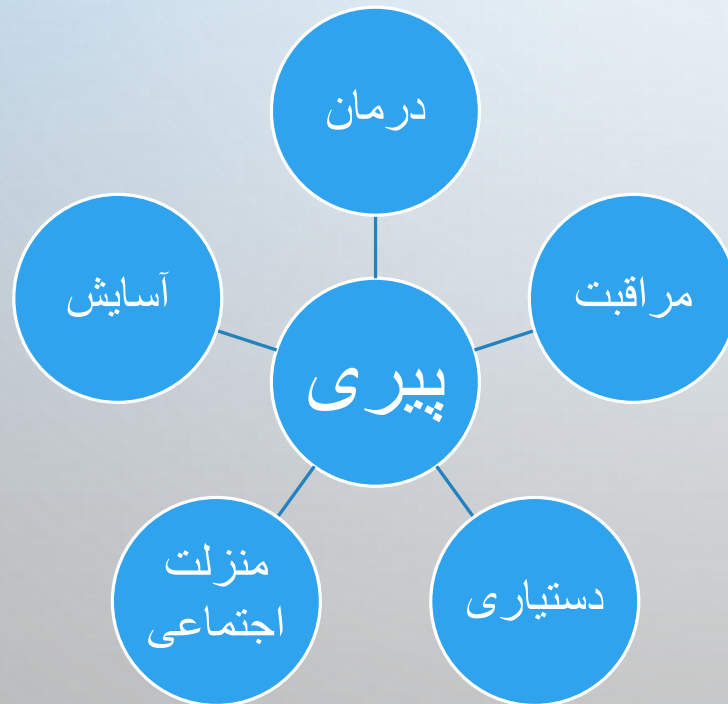 درمان
مراقبت
آسایش
پیری
دستیاری
منزلت
اجتماعی